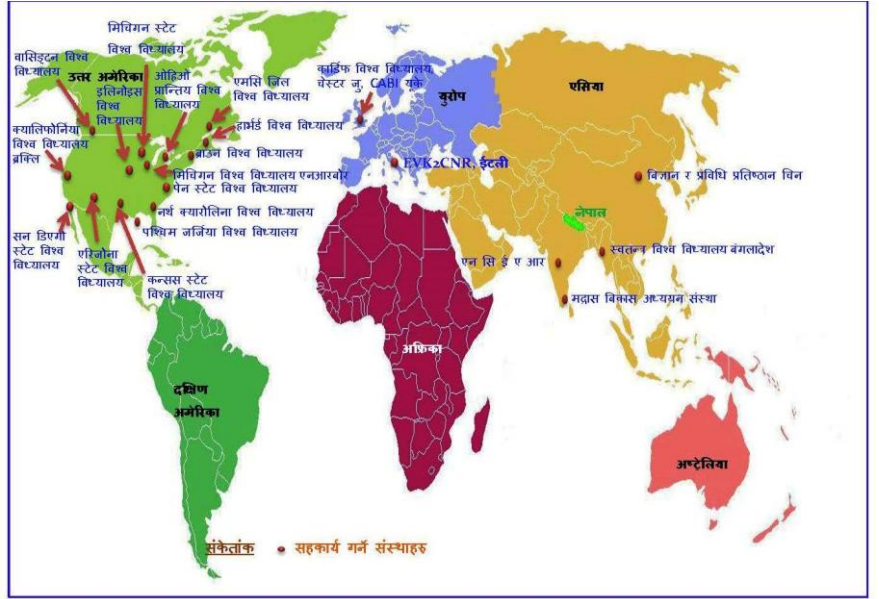 मिचिगन स्टेट
विश्व विध्यालय
वासिङ्टन विश्व
विध्यालय
उत्तर अमेरिका
ओहिओ
प्रान्तिय विश्व
विध्यालय
इलिनोइस
विश्व
विध्यालय
एमसि जिल
विश्व विध्यालय
क्यालिफोर्निया
विश्व विध्यालय
ब्रक्लि
हार्भर्ड विश्व विध्यालय
ब्राउन विश्व विध्यालय
मिचिगन विश्व विध्यालय एनआरबोर
पेन स्टेट विश्व विध्यालय
नर्थ क्यारोलिना विश्व विध्यालय
पश्चिम जर्जिया विश्व विध्यालय
सन डिएगो
स्टेट विश्व
विध्यालय
एरिजोना
स्टेट विश्व
विध्यालय
कन्सस स्टेट
विश्व विध्यालय
कार्डिफ विश्व विध्यालय,
चेस्टर जु, CABI यूके
युरोप
EVK2CNR, ईटली
एसिया
बिज्ञान र प्रविधि प्रतिष्ठान चिन
नेपाल
स्वतन्त्र विश्व विध्यालय बंगलादेश
एन सि ई ए आर
मद्रास बिकास अध्ययन संस्था
अफ्रिका
दक्षिण
अमेरिका
अष्ट्रेलिया
संकेतांक
सहकार्य गर्ने संस्थाहरु